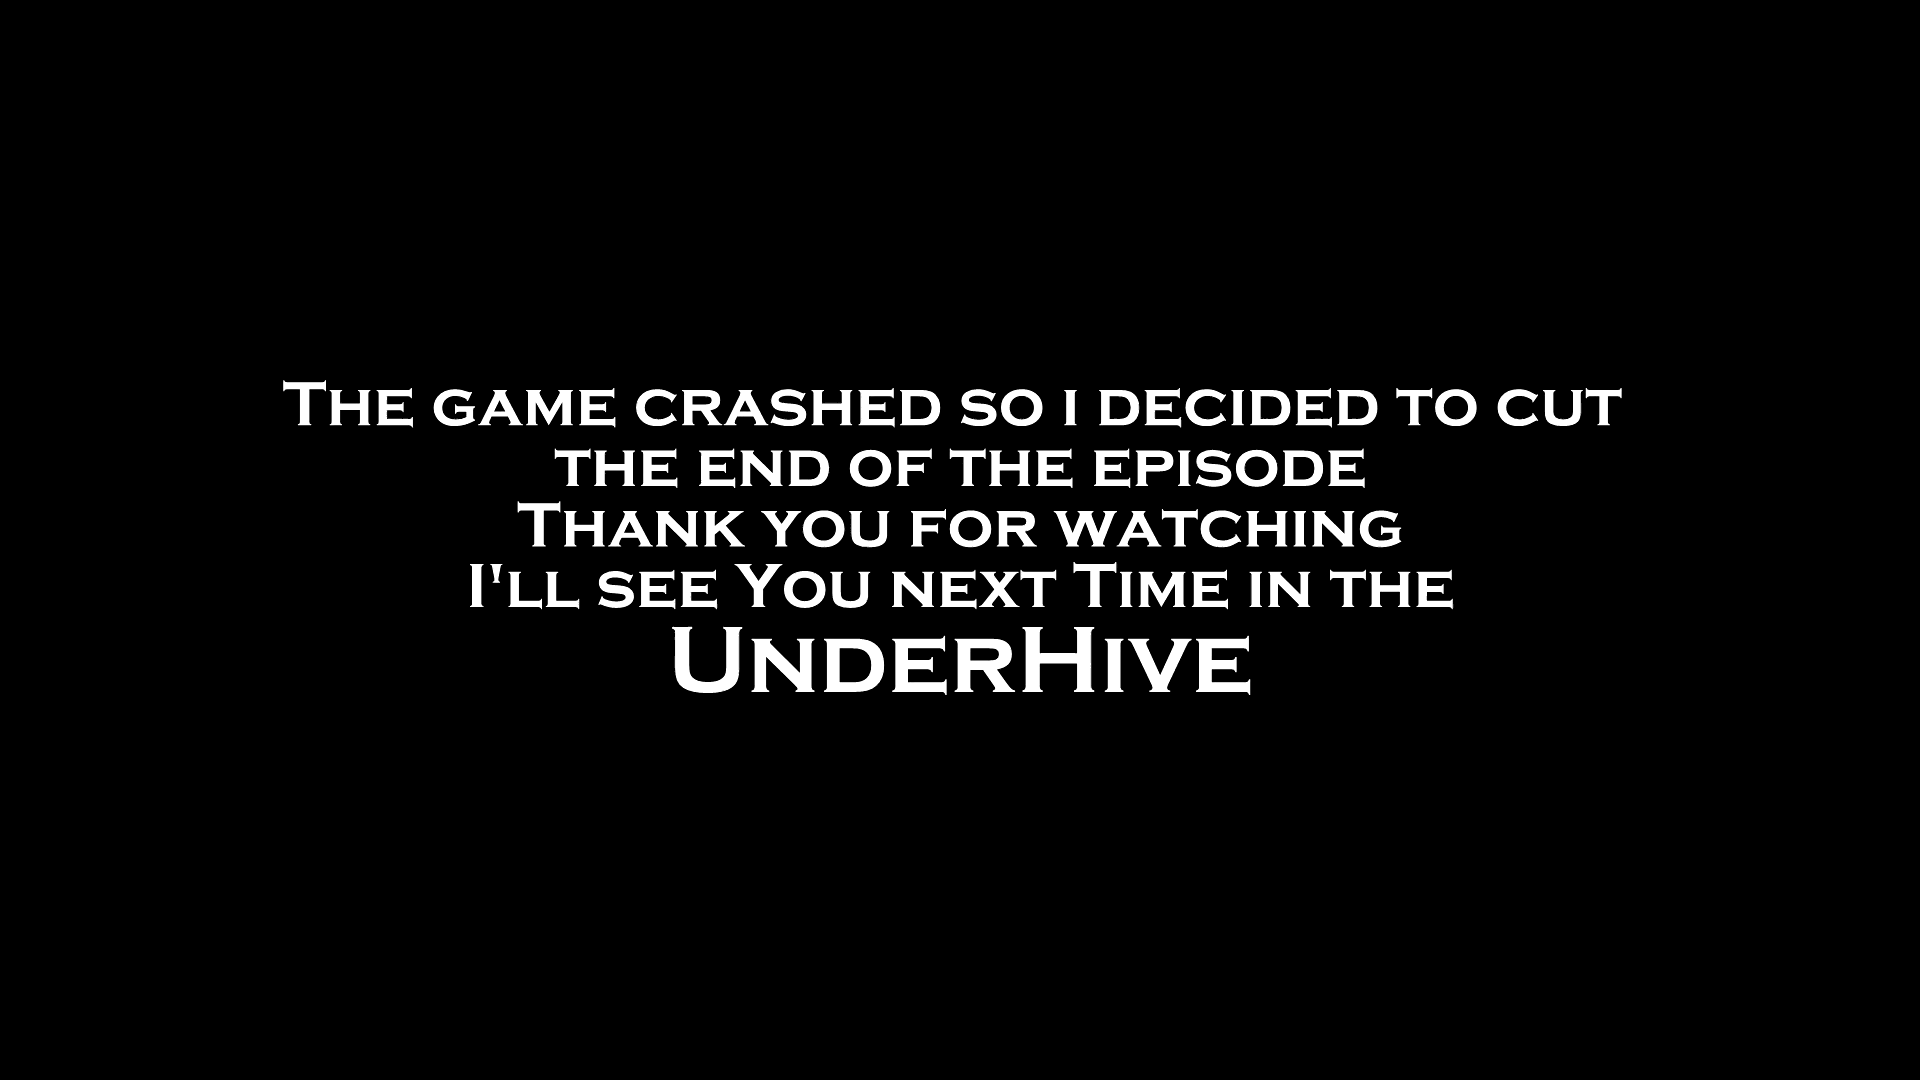 The game crashed so i decided to cut
the end of the episode
Thank you for watching
I'll see You next Time in the
UnderHive